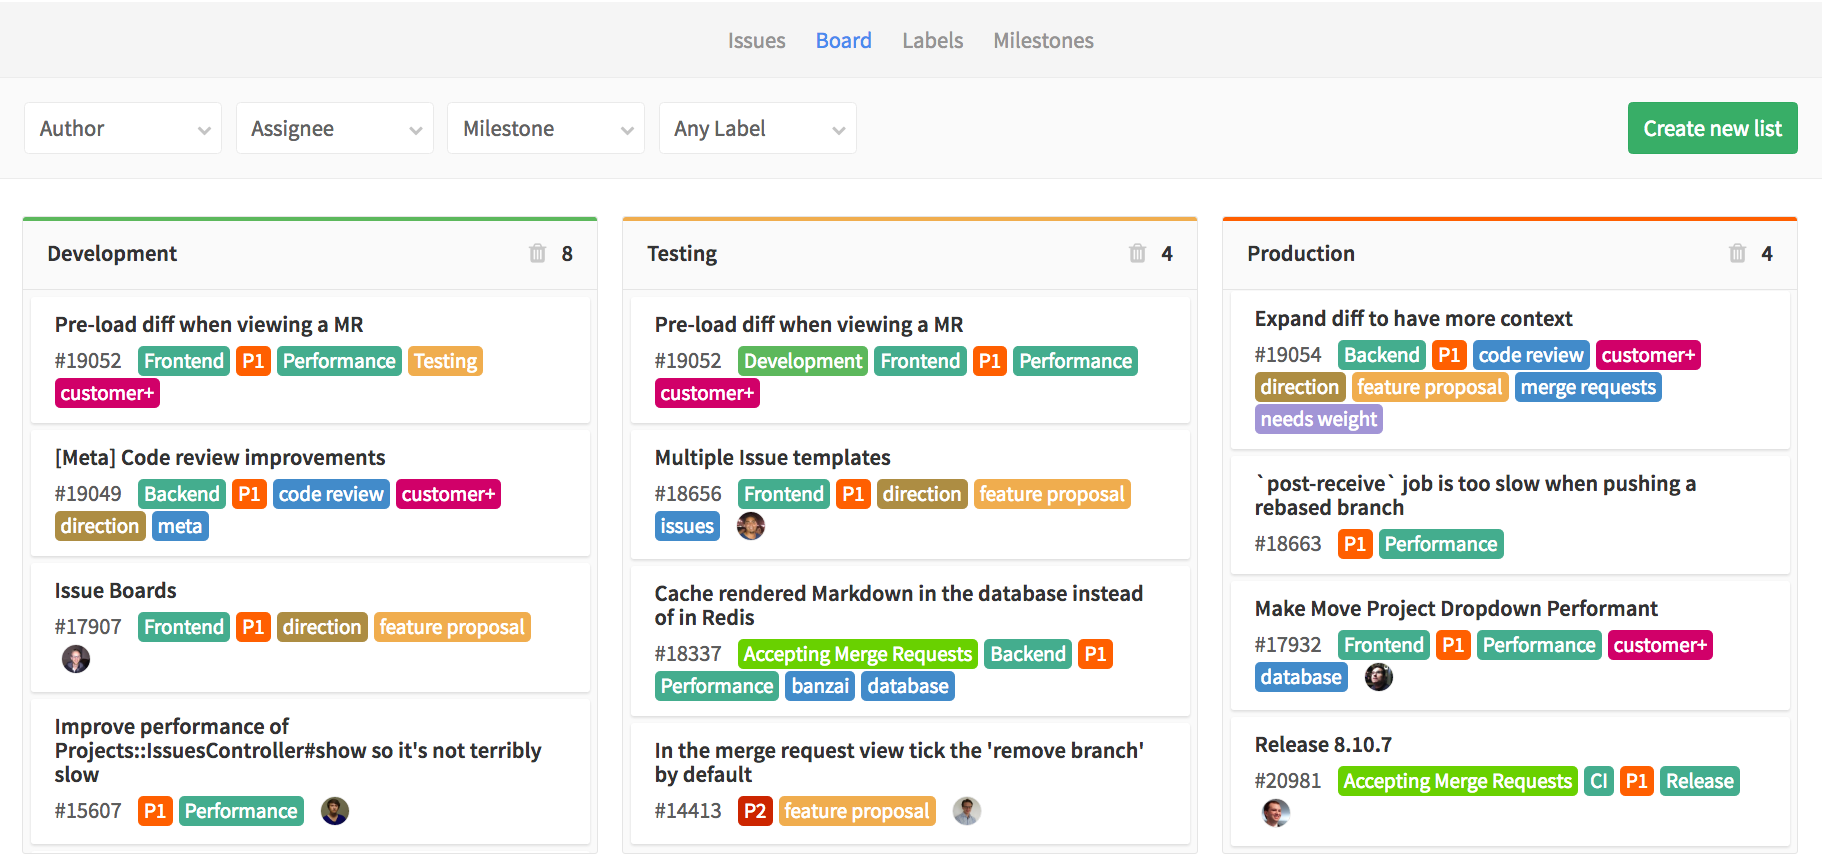 Issues Board Labels Milestones
Author Assignee Milestone Any Label Create new list
Development 8
Pre-load diff when viewing a MR
#19052 Frontend P1 Performance Testing
customer+
[Meta] Code review improvements
#19049 Backend P1 code review customer+
direction meta
Issue Boards
#17907 Frontend P1 direction feature proposal
Improve performance of
Projects::IssuesController#show so it's not terribly
slow
#15607 P1 Performance
Testing 4
Pre-load diff when viewing a MR
#19052 Development Frontend P1 Performance
customer+
Multiple Issue templates
#18656 Frontend P1 direction feature proposal
issues
Cache rendered Markdown in the database instead
of in Redis
#18337 Accepting Merge Requests Backend P1
Performance banzai database
In the merge request view tick the 'remove branch'
by default
#14413 P2 feature proposal
Production 4
Expand diff to have more context
#19054 Backend P1 code review customer+
direction feature proposal merge requests
needs weight
`post-receive` job is too slow when pushing a
rebased branch
#18663 P1 Performance
Make Move Project Dropdown Performant
#17932 Frontend P1 Performance customer+
database
Release 8.10.7
#20981 Accepting Merge Requests CI P1 Release